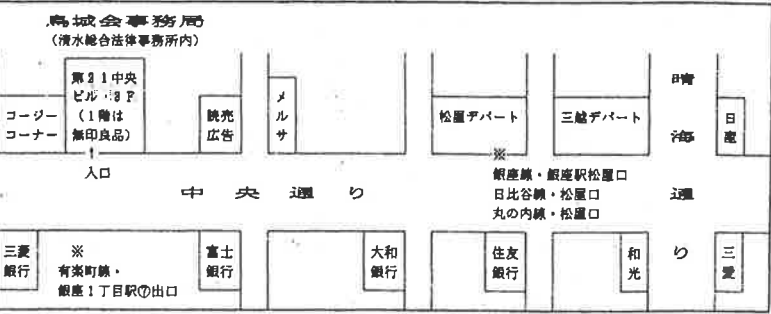 烏城会事務局
(清水総合法律事務所内)
第21中央
ビル・3F
(1階は
無印良品)
コージー
コーナー
読売
広告
メ
ル
サ
松屋デパート
三越デパート
晴
海
通
り
日
産
↑
入口
※
銀座線・銀座駅松屋口
日比谷線・松屋口
丸の内線・松屋口
中央通り
三菱
銀行
※
有楽町線・
銀座1丁目駅⑦出口
富士
銀行
大和
銀行
住友
銀行
和
光
三
愛